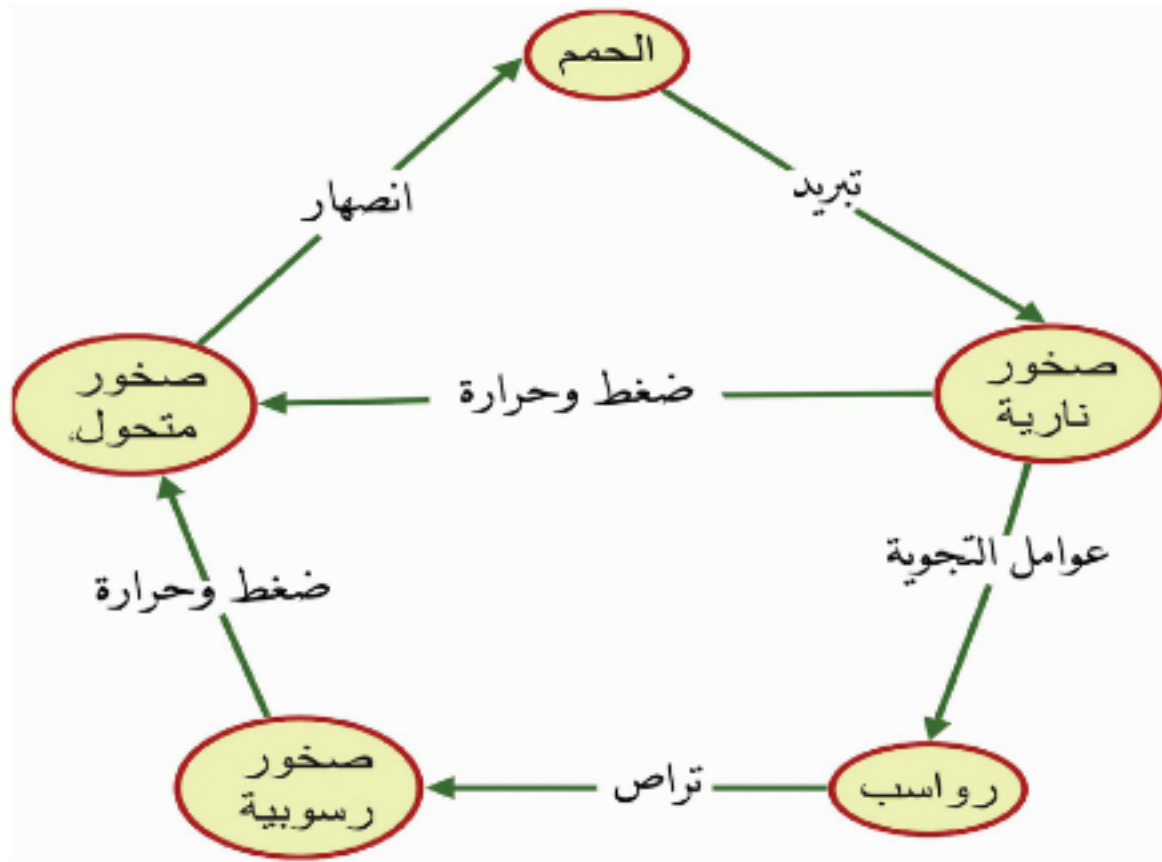 الحمم
تبريد
انصهار
صخور
نارية
ضغط وحرارة
صخور
متحول.
عوامل التجوية
ضغط وحرارة
رواسب
تراص
صخور
رسوبية